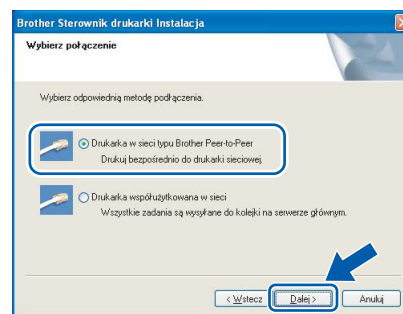 Brother Sterownik drukarki Instalacja
Wybierz połączenie
Wybierz odpowiednią metodę podłączenia.
Drukarka w sieci typu Brother Peer-to-Peer
Drukuj bezpośrednio do drukarki sieciowej.
Drukarka współużytkowana w sieci
Wszystkie zadania są wysyłane do kolejki na serwerze głównym.
< Wstecz
Dalej >
Anuluj